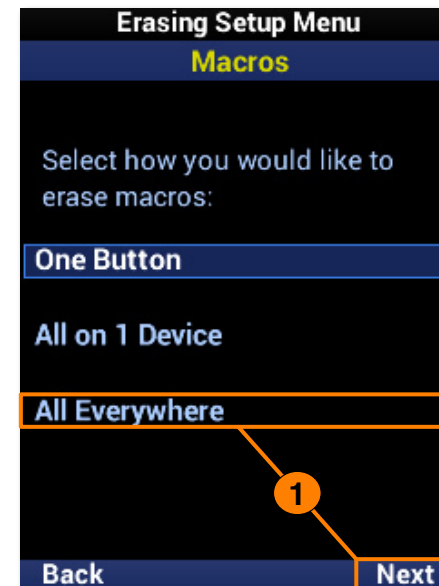 Erasing Setup Menu
Macros
Select how you would like to
erase macros:
One Button
All on 1 Device
All Everywhere
1
Back Next